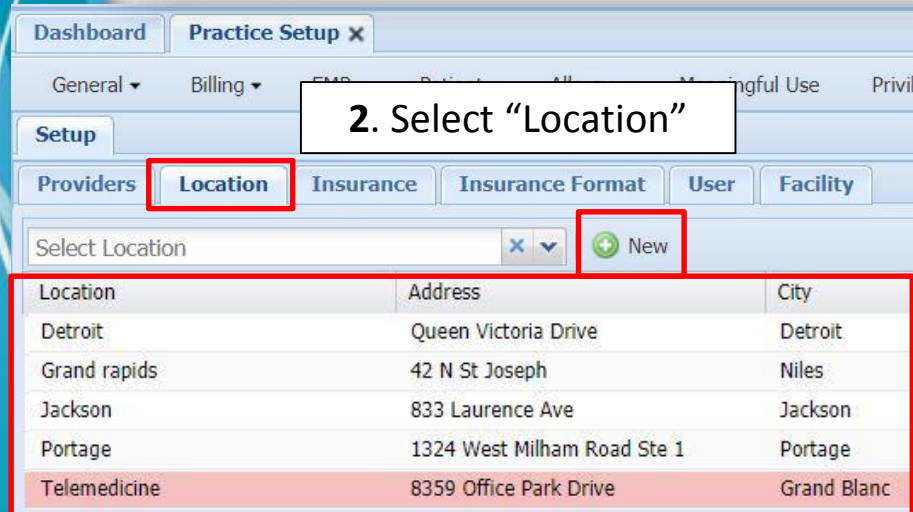 Dashboard Practice Setup
General Billing Use Privil
2. Select “Location”
Setup
Providers Location Insurance Insurance Format User Facility
Select Location New
Location Address City
Detroit Queen Victoria Drive Detroit
Grand rapids 42 N St Joseph Niles
Jackson 833 Laurence Ave Jackson
Portage 1324 West Milham Road Ste 1 Portage
Telemedicine 8359 Office Park Drive Grand Blanc